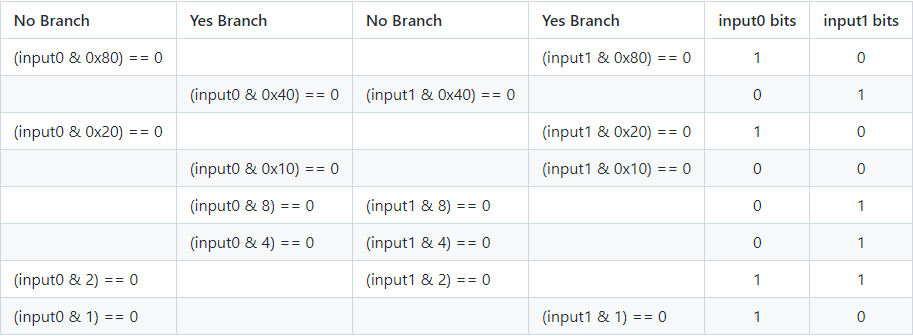 No Branch Yes Branch No Branch Yes Branch input0 bits input1 bits
(input0 & 0x80) == 0 (input1 & 0x80) == 0 1 0
(input0 & 0x40) == 0 (input1 & 0x40) == 0 0 1
(input0 & 0x20) == 0 (input1 & 0x20) == 0 1 0
(input0 & 0x10) == 0 (input1 & 0x10) == 0 0 0
(input0 & 8) == 0 (input1 & 8) == 0 0 1
(input0 & 4) == 0 (input1 & 4) == 0 0 1
(input0 & 2) == 0 (input1 & 2) == 0 1 1
(input0 & 1) == 0 (input1 & 1) == 0 1 0